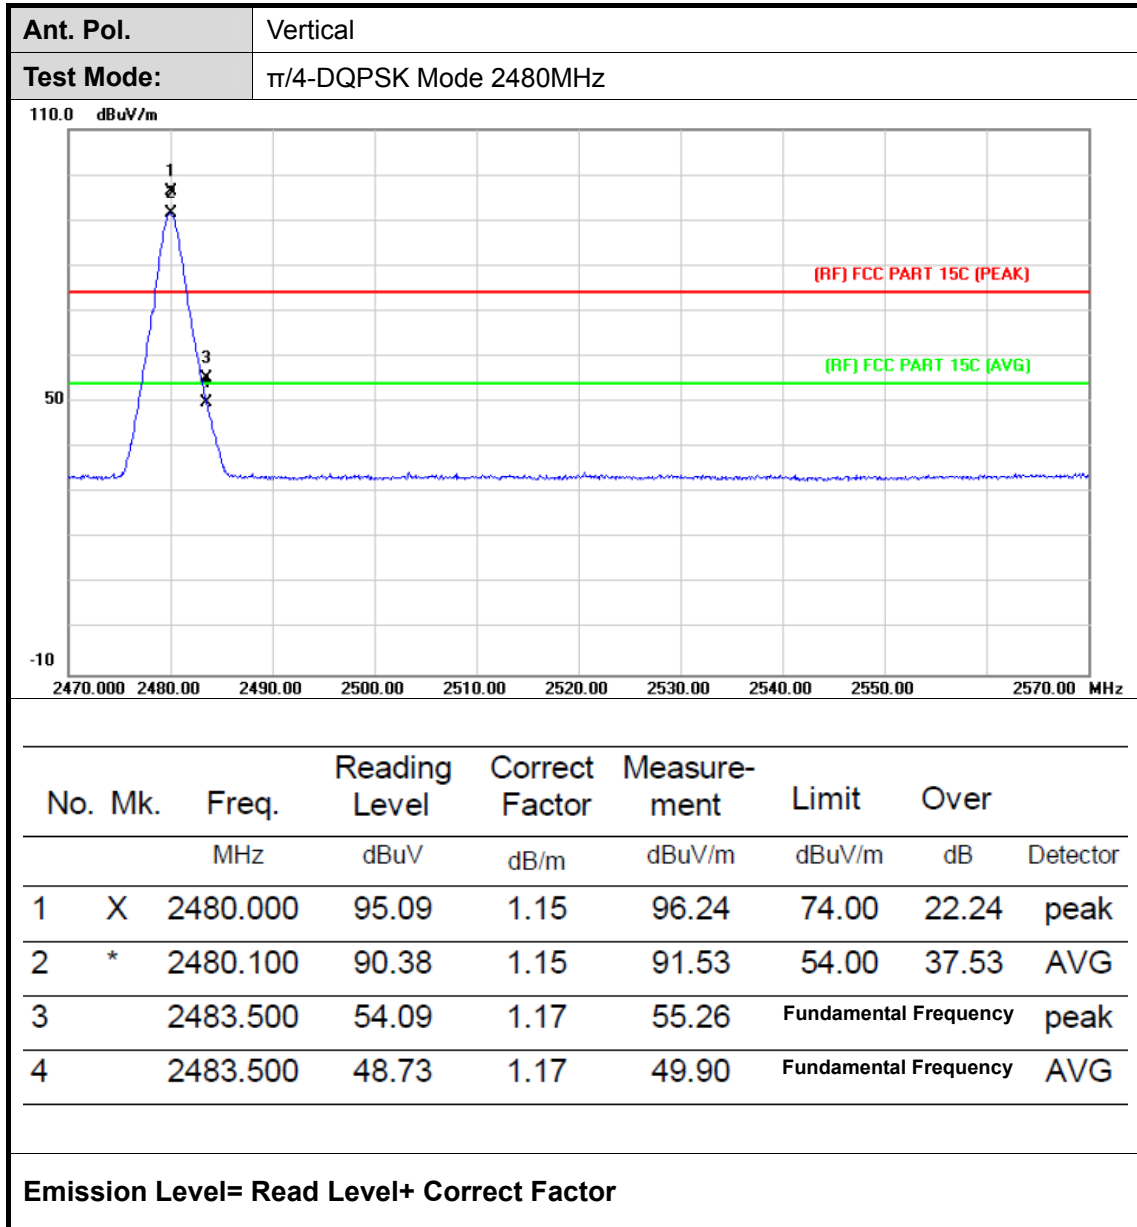 Ant. Pol. Vertical
Test Mode: π/4-DQPSK Mode 2480MHz
110.0 dBuV/m
1
2
(RF) FCC PART 15C (PEAK)
3
(RF) FCC PART 15C (AVG)
50
-10
2470.000 2480.00 2490.00 2500.00 2510.00 2520.00 2530.00 2540.00 2550.00 2570.00 MHz
No. Mk. Freq. Reading Level Correct Factor Measure-ment Limit Over
MHz dBuV dB/m dBuV/m dBuV/m dB Detector
1 X 2480.000 95.09 1.15 96.24 74.00 22.24 peak
2 * 2480.100 90.38 1.15 91.53 54.00 37.53 AVG
3 2483.500 54.09 1.17 55.26 Fundamental Frequency peak
4 2483.500 48.73 1.17 49.90 Fundamental Frequency AVG
Emission Level= Read Level+ Correct Factor